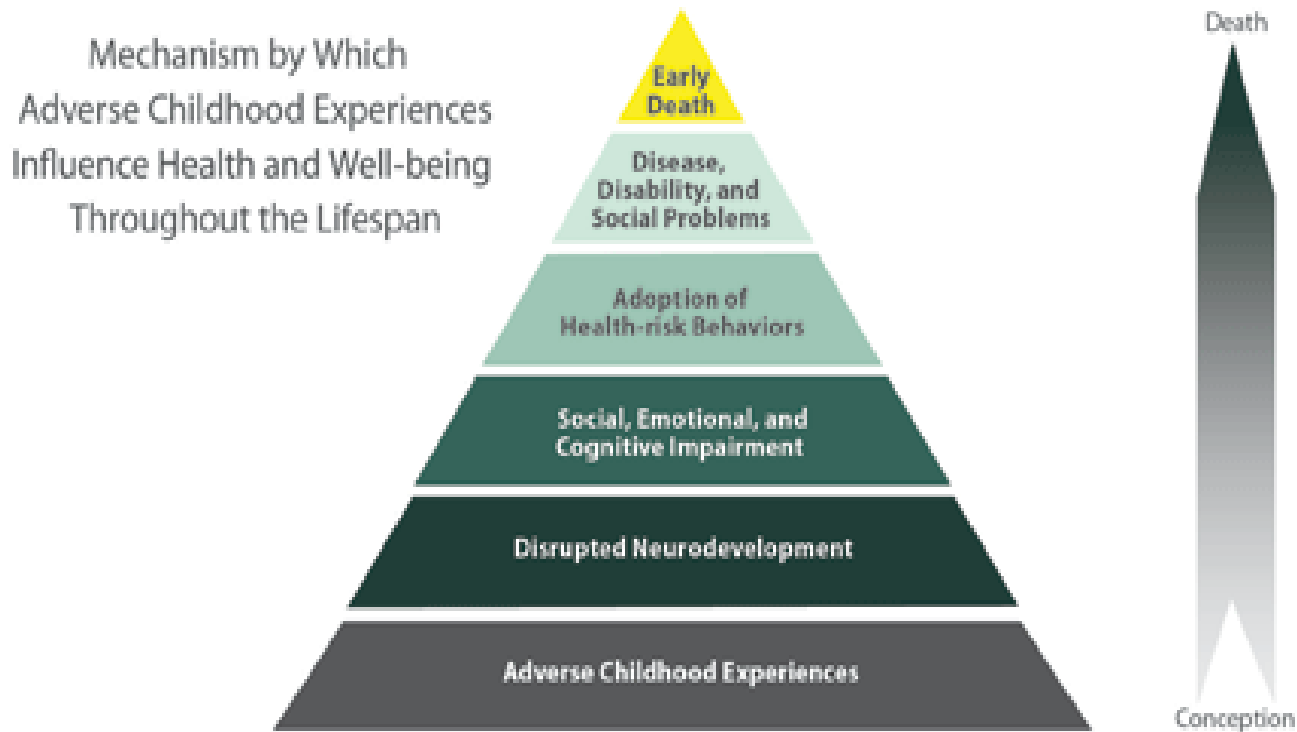 Mechanism by Which
Adverse Childhood Experiences
Influence Health and Well-being
Throughout the Lifespan
Early
Death
Disease,
Disability, and
Social Problems
Adoption of
Health-risk Behaviors
Social, Emotional, and
Cognitive Impairment
Disrupted Neurodevelopment
Adverse Childhood Experiences
Death
Conception